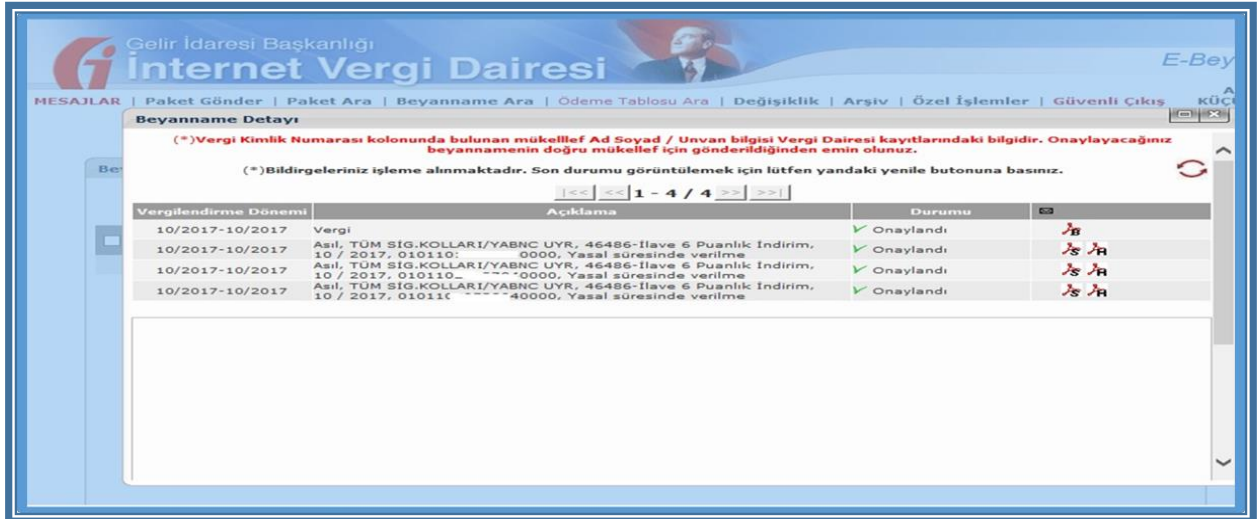 Gelir İdaresi Başkanlığı
İnternet Vergi Dairesi
E-Bey
MESAJLAR | Paket Gönder | Paket Ara | Beyanname Ara | Ödeme Tablosu Ara | Değişiklik | Arşiv | Özel İşlemler | Güvenli Çıkış
Beyanname Detayı
(*)Vergi Kimlik Numarası kolonunda bulunan mükelllef Ad Soyad / Unvan bilgisi Vergi Dairesi kayıtlarındaki bilgidir. Onaylayacağınız
beyannamenin doğru mükellef için gönderildiğinden emin olunuz.
(*)Bildirgeleriniz işleme alınmaktadır. Son durumu görüntülemek için lütfen yandaki yenile butonuna basınız.
|<< << 1 - 4 / 4 >> >>|
Vergilendirme Dönemi Açıklama Durumu
10/2017-10/2017 Vergi Onaylandı
10/2017-10/2017 Asıl, TÜM SİG.KOLLARI/YABNC UYR, 46486-İlave 6 Puanlık İndirim, Onaylandı
10 / 2017, 010110 0000, Yasal süresinde verilme
10/2017-10/2017 Asıl, TÜM SİG.KOLLARI/YABNC UYR, 46486-İlave 6 Puanlık İndirim, Onaylandı
10 / 2017, 010110 0000, Yasal süresinde verilme
10/2017-10/2017 Asıl, TÜM SİG.KOLLARI/YABNC UYR, 46486-İlave 6 Puanlık İndirim, Onaylandı
10 / 2017, 01011 40000, Yasal süresinde verilme